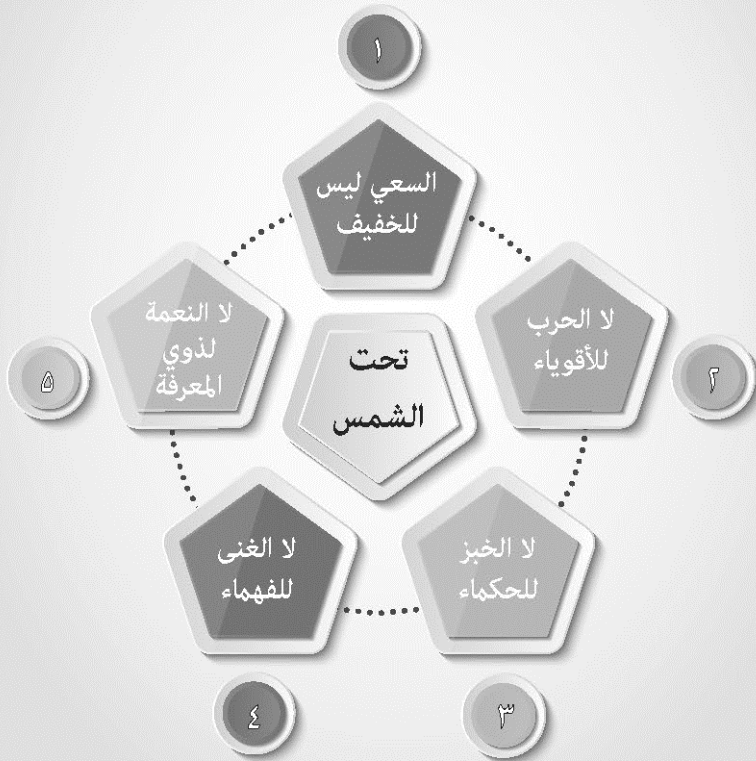 ١
السعي ليس
للخفيف
لا الحرب
للأقوياء
٢
لا الخبز
للحكماء
٣
لا الغنى
للفهماء
٤
لا النعمة
لذوي
المعرفة
٥
تحت
الشمس